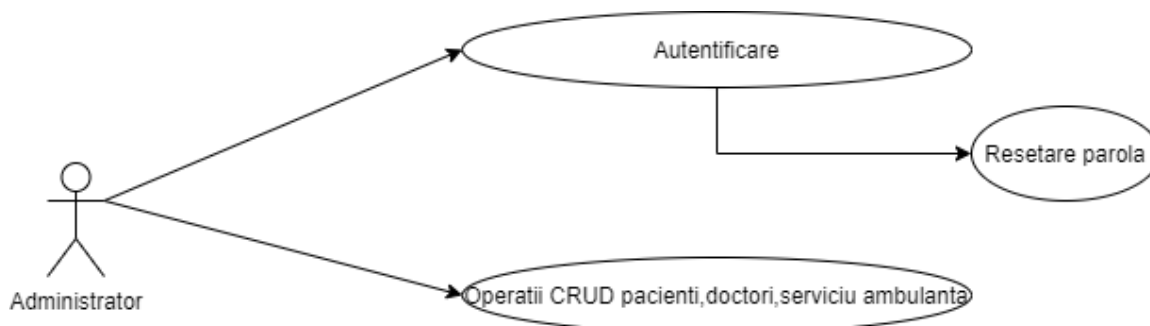 Autentificare
Resetare parola
Administrator
Operatii CRUD pacienti,doctori,serviciu ambulanta